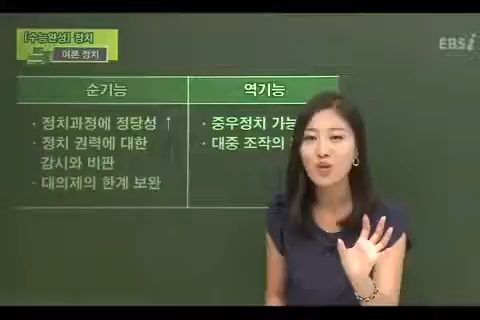 [수능완성] 정치
여론 정치
EBSi
순기능
역기능
· 정치과정에 정당성 ↑
· 정치 권력에 대한
감시와 비판
· 대의제의 한계 보완
· 중우정치 가능
· 대중 조작의